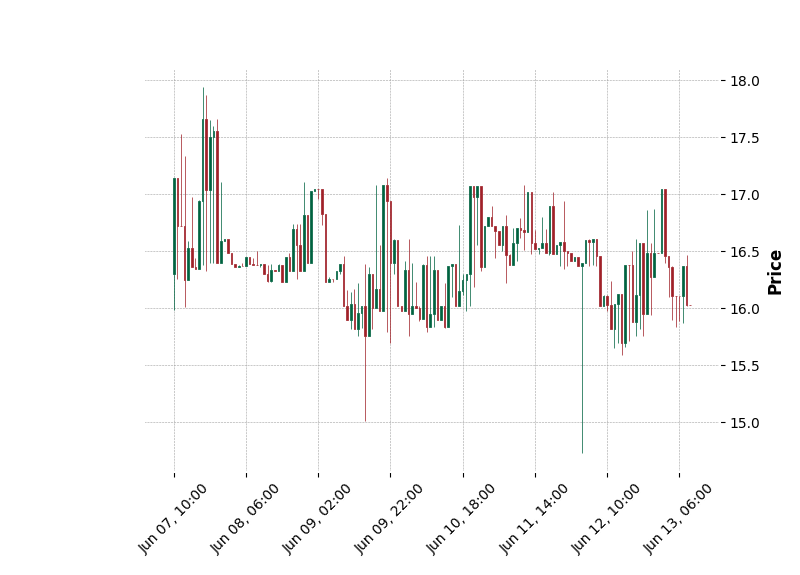 18.0
17.5
17.0
16.5
16.0
15.5
15.0
Price
Jun 07, 10:00
Jun 08, 06:00
Jun 09, 02:00
Jun 09, 22:00
Jun 10, 18:00
Jun 11, 14:00
Jun 12, 10:00
Jun 13, 06:00